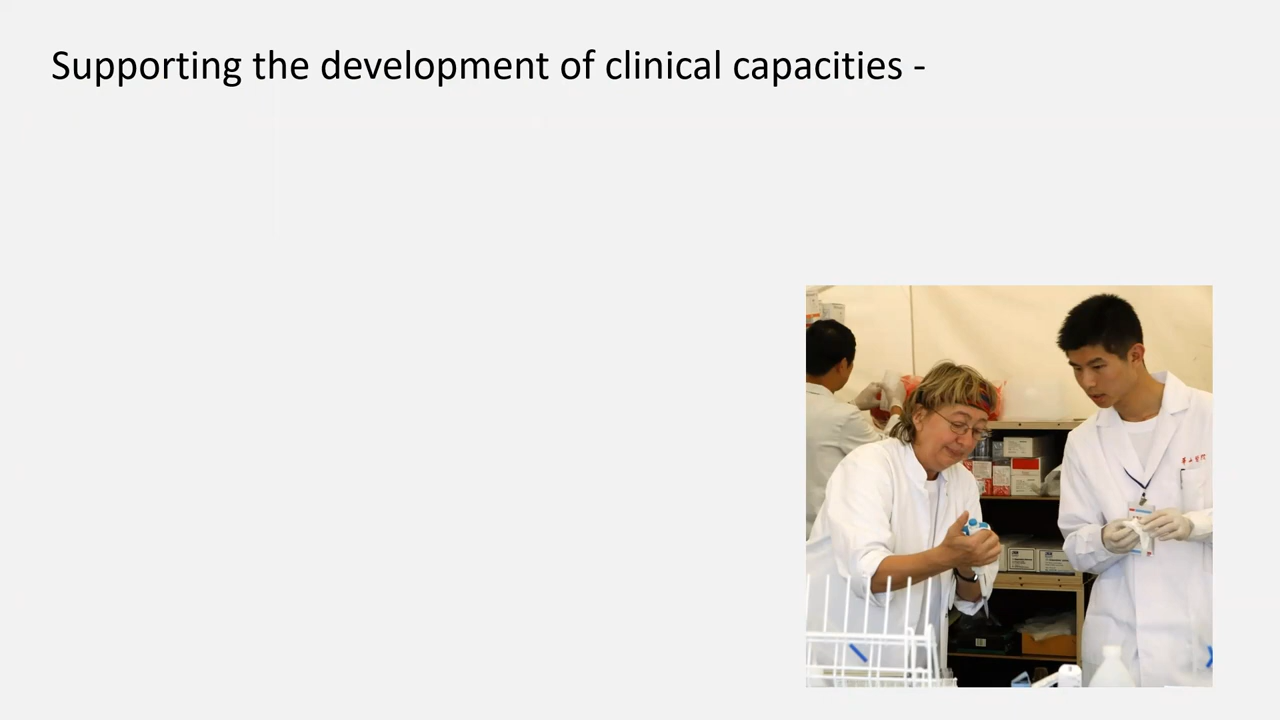 Supporting the development of clinical capacities -